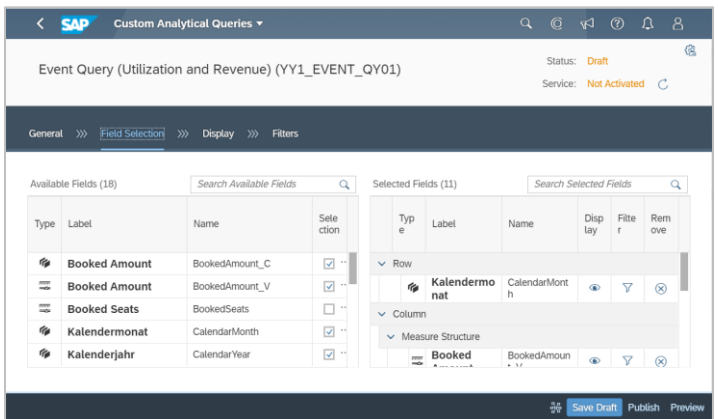 SAP Custom Analytical Queries
Event Query (Utilization and Revenue) (YY1_EVENT_QY01)
Status: Draft
Service: Not Activated
General Field Selection Display Filters
Available Fields (18) Search Available Fields
Type Label Name Sele
ction
Booked Amount BookedAmount_C
Booked Amount BookedAmount_V
Booked Seats BookedSeats
Kalendermonat CalendarMonth
Kalenderjahr CalendarYear
Selected Fields (11) Search Selected Fields
Typ
e Label Name Disp
lay Filte
r Rem
ove
Row
Kalendermo
nat CalendarMont
h
Column
Measure Structure
Booked BookedAmoun
Save Draft Publish Preview